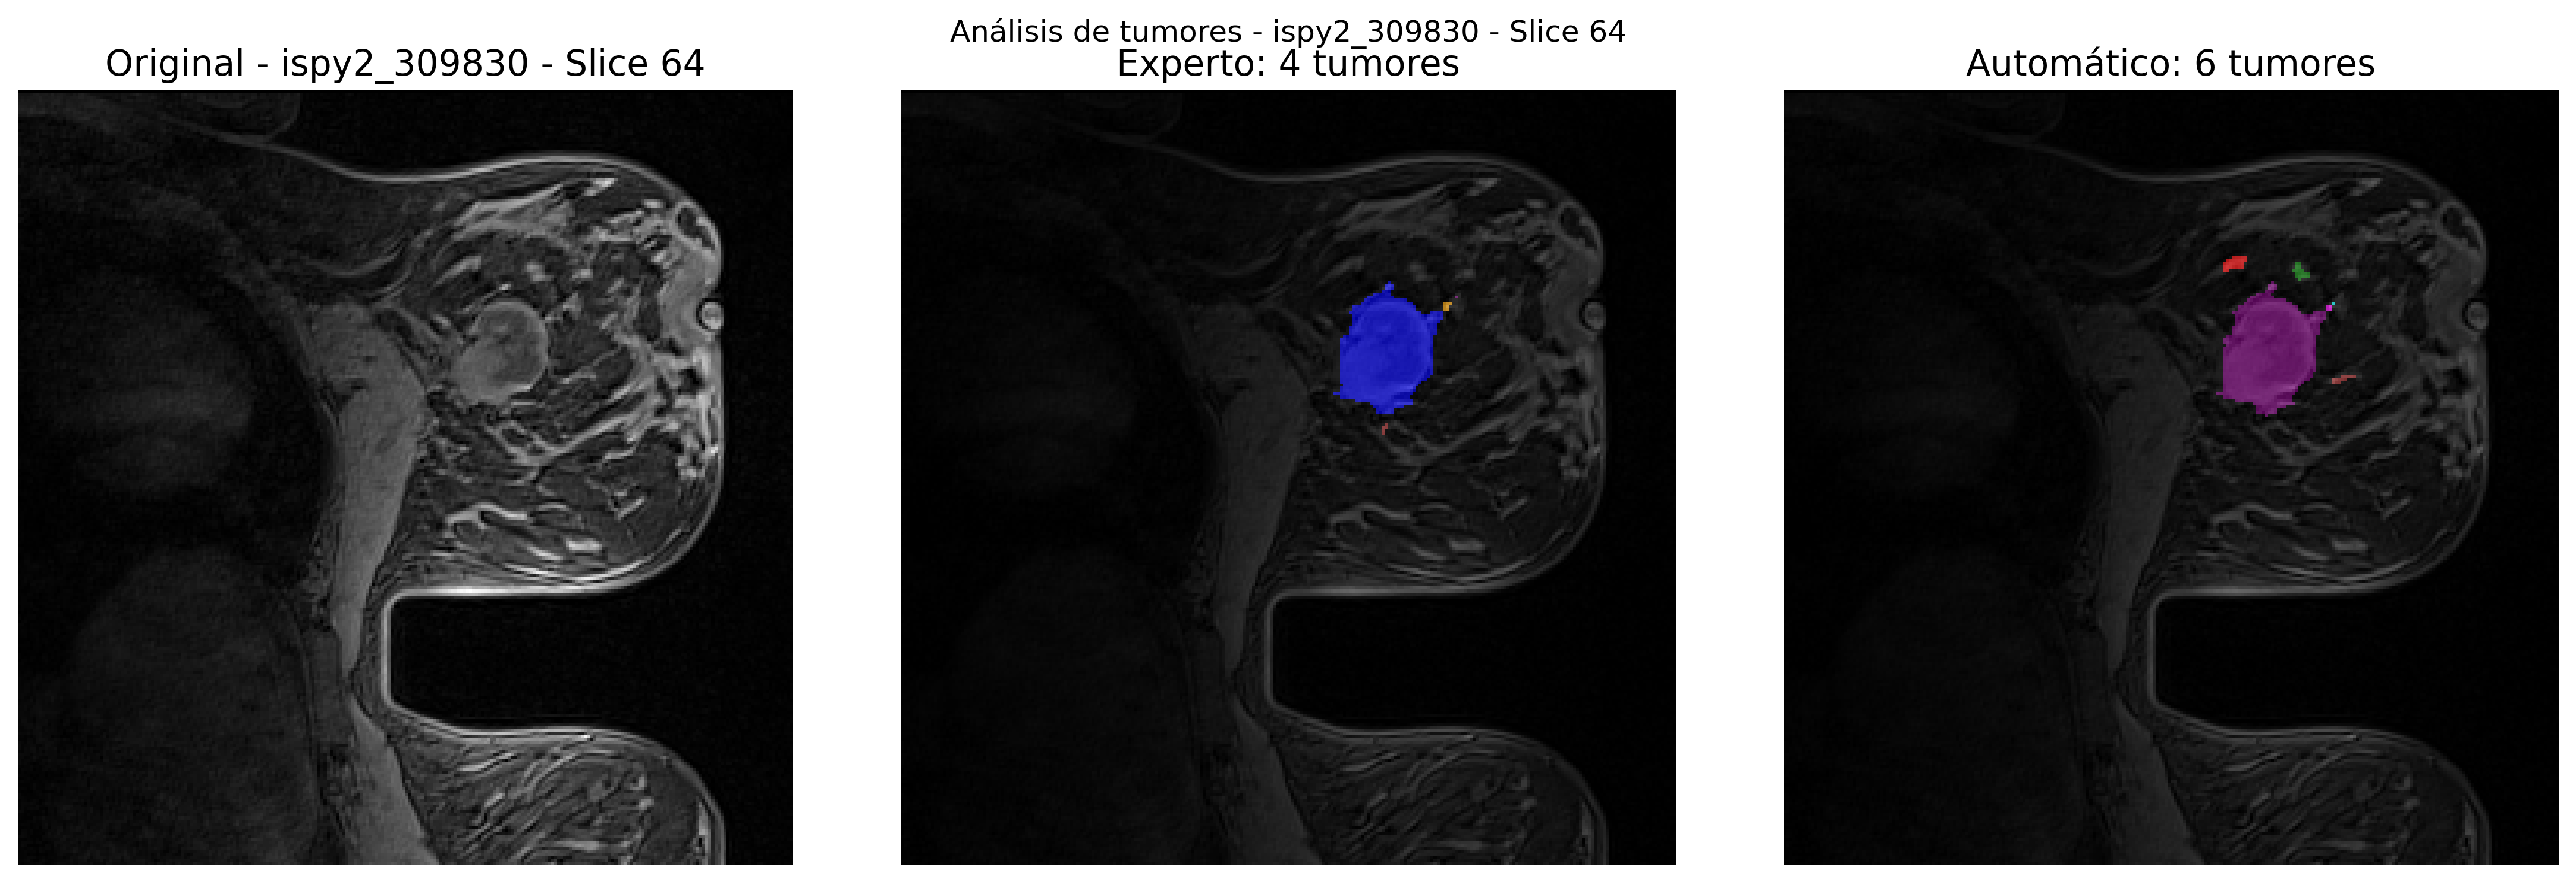 Análisis de tumores - ispy2_309830 - Slice 64
Original - ispy2_309830 - Slice 64
Experto: 4 tumores
Automático: 6 tumores